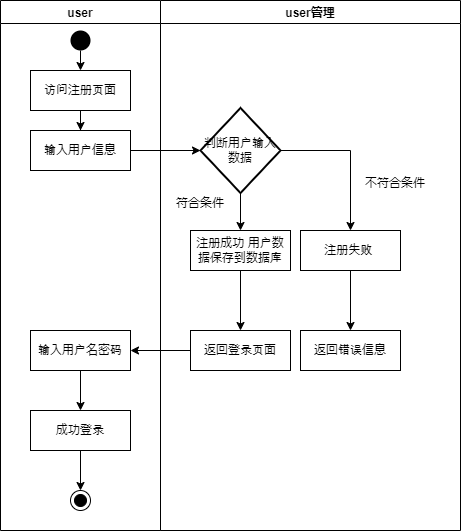 user
user管理
访问注册页面
输入用户信息
判断用户输入
数据
符合条件
不符合条件
注册成功 用户数
据保存到数据库
注册失败
输入用户名密码
返回登录页面
返回错误信息
成功登录